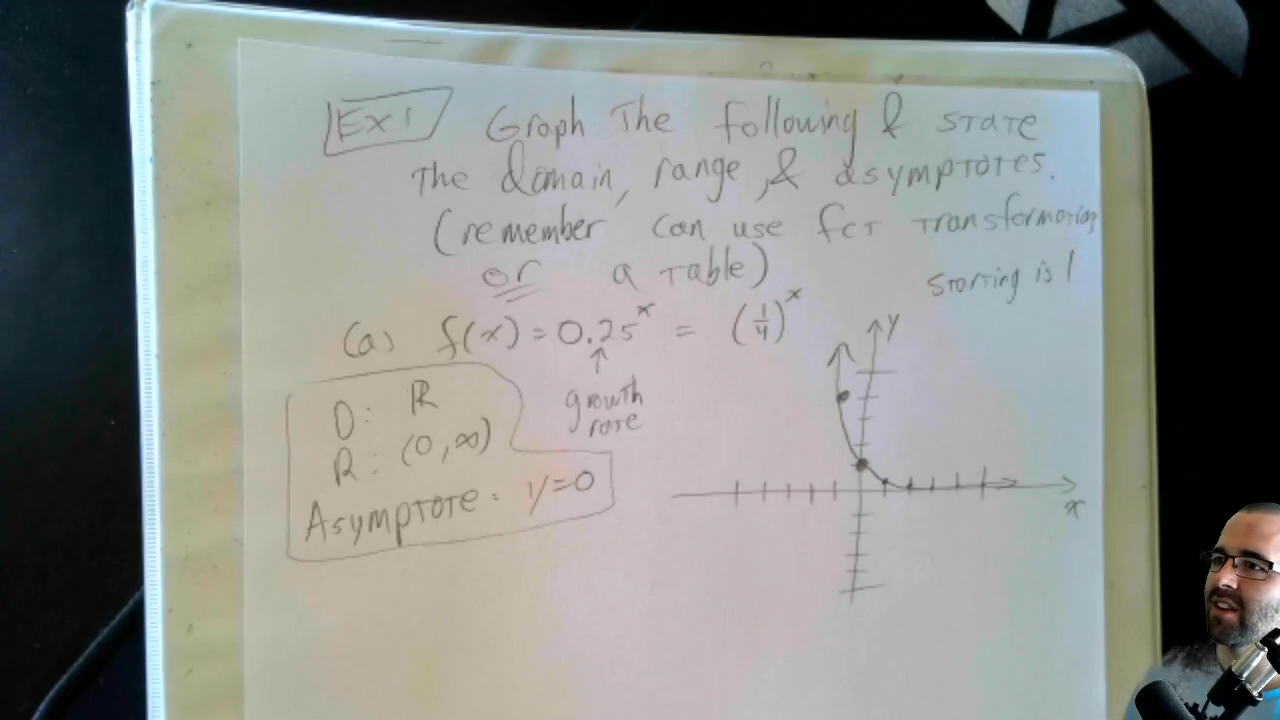 Ex 1 Graph The following & STATE
The domain, range, & asymptotes.
(remember can use fcT Transformations
or a Table)
STarTing is 1
(a) f(x) = 0.25^x = (1/4)^x
growth
rate
D: ℝ
R: (0,∞)
AsympToTe: y=0
y
x